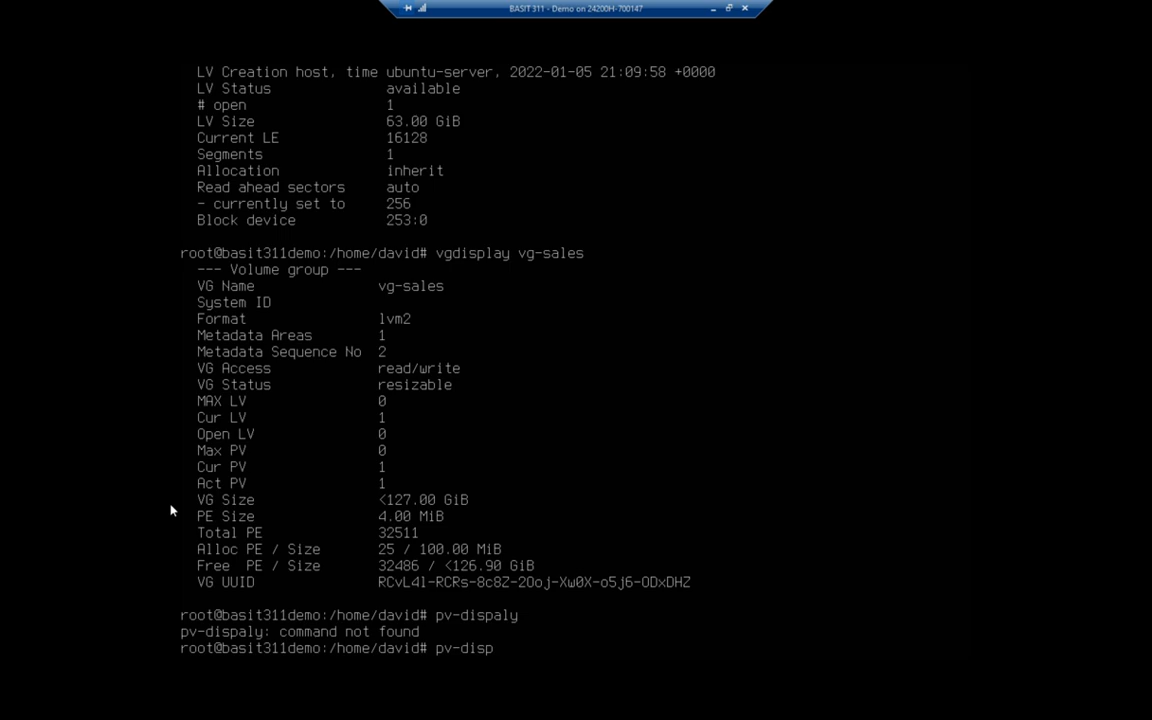 BASIT 311 - Demo on 24200H-700147
LV Creation host, time ubuntu-server, 2022-01-05 21:09:58 +0000
LV Status available
# open 1
LV Size 63.00 GiB
Current LE 16128
Segments 1
Allocation inherit
Read ahead sectors auto
- currently set to 256
Block device 253:0
root@basit311demo:/home/david# vgdisplay vg-sales
--- Volume group ---
VG Name vg-sales
System ID
Format lvm2
Metadata Areas 1
Metadata Sequence No 2
VG Access read/write
VG Status resizable
MAX LV 0
Cur LV 1
Open LV 0
Max PV 0
Cur PV 1
Act PV 1
VG Size <127.00 GiB
PE Size 4.00 MiB
Total PE 32511
Alloc PE / Size 25 / 100.00 MiB
Free PE / Size 32486 / <126.90 GiB
VG UUID RCvL4l-RCRs-8c8Z-2Ooj-Xw0X-o5j6-ODxDHZ
root@basit311demo:/home/david# pv-dispaly
pv-dispaly: command not found
root@basit311demo:/home/david# pv-disp